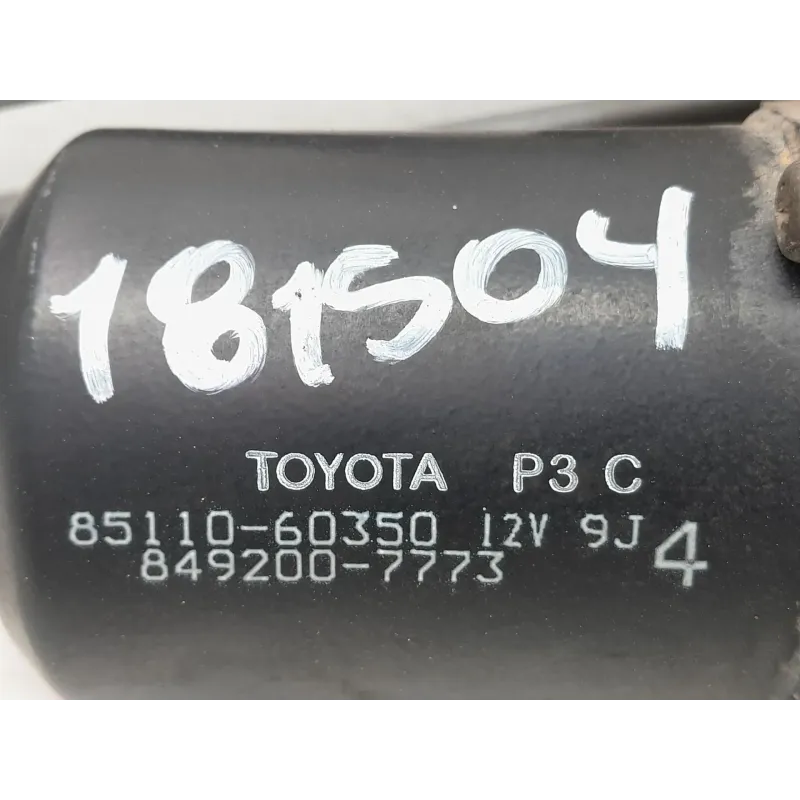 181504
TOYOTA P3 C
85110-60350 12V 9J 4
849200-7773